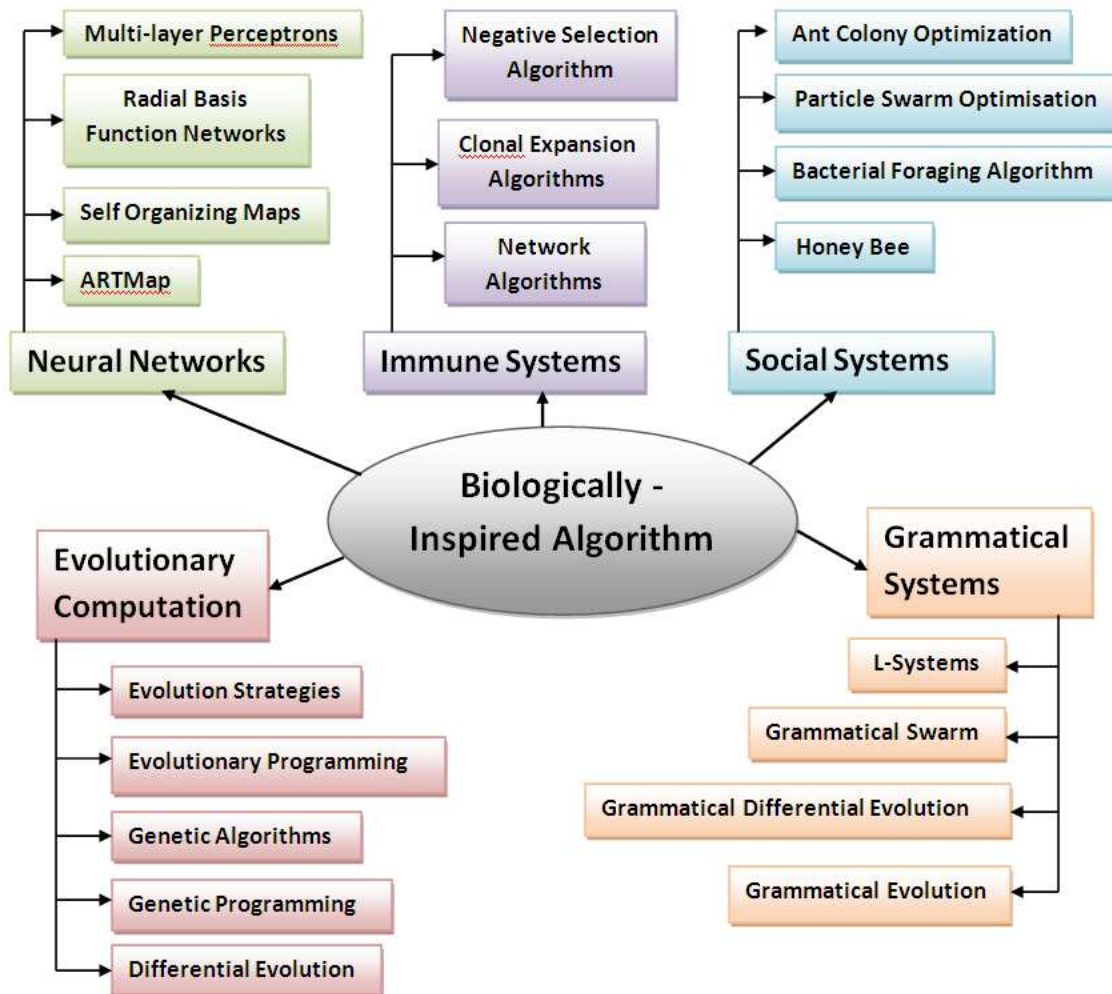 Multi-layer Perceptrons
Radial Basis
Function Networks
Self Organizing Maps
ARTMap
Neural Networks
Negative Selection
Algorithm
Clonal Expansion
Algorithms
Network
Algorithms
Immune Systems
Ant Colony Optimization
Particle Swarm Optimisation
Bacterial Foraging Algorithm
Honey Bee
Social Systems
Biologically -
Inspired Algorithm
Evolutionary
Computation
Evolution Strategies
Evolutionary Programming
Genetic Algorithms
Genetic Programming
Differential Evolution
Grammatical
Systems
L-Systems
Grammatical Swarm
Grammatical Differential Evolution
Grammatical Evolution